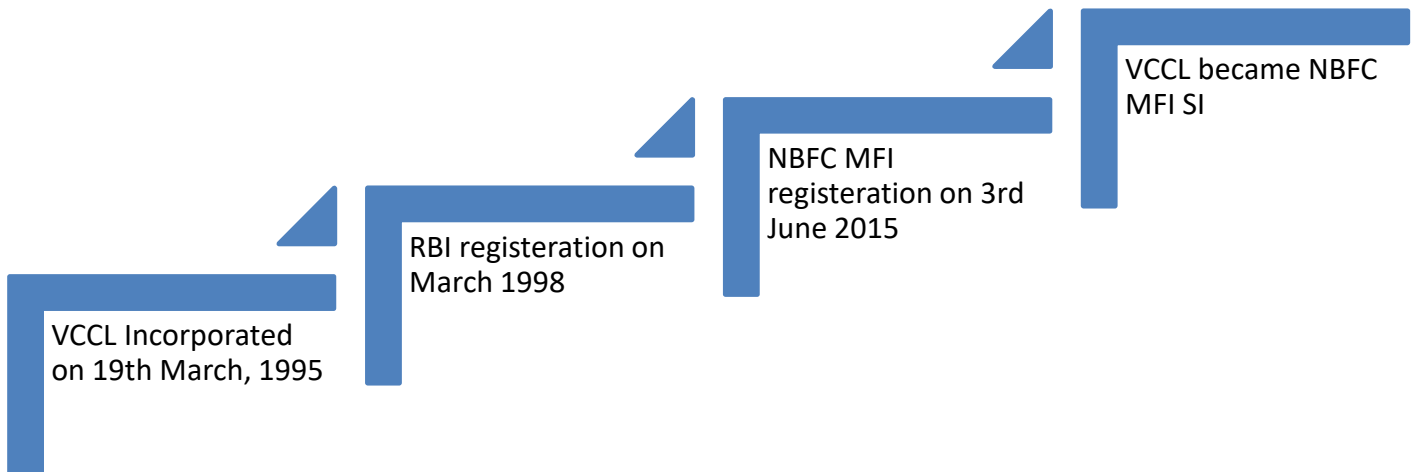 VCCL Incorporated
on 19th March, 1995
RBI registeration on
March 1998
NBFC MFI
registeration on 3rd
June 2015
VCCL became NBFC
MFI SI